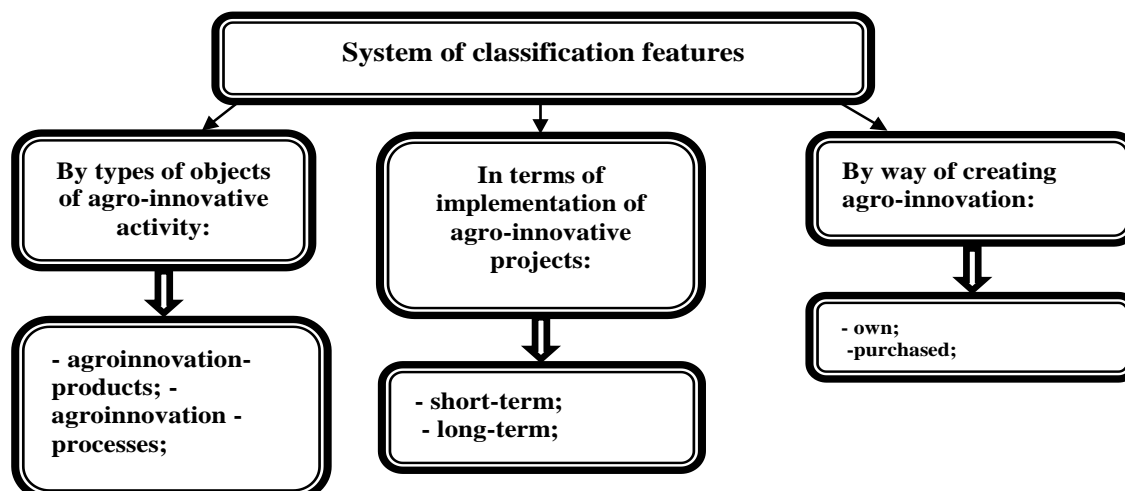 System of classification features
By types of objects
of agro-innovative
activity:
In terms of
implementation of
agro-innovative
projects:
By way of creating
agro-innovation:
- agroinnovation-
products; -
agroinnovation -
processes;
- short-term;
- long-term;
- own;
-purchased;